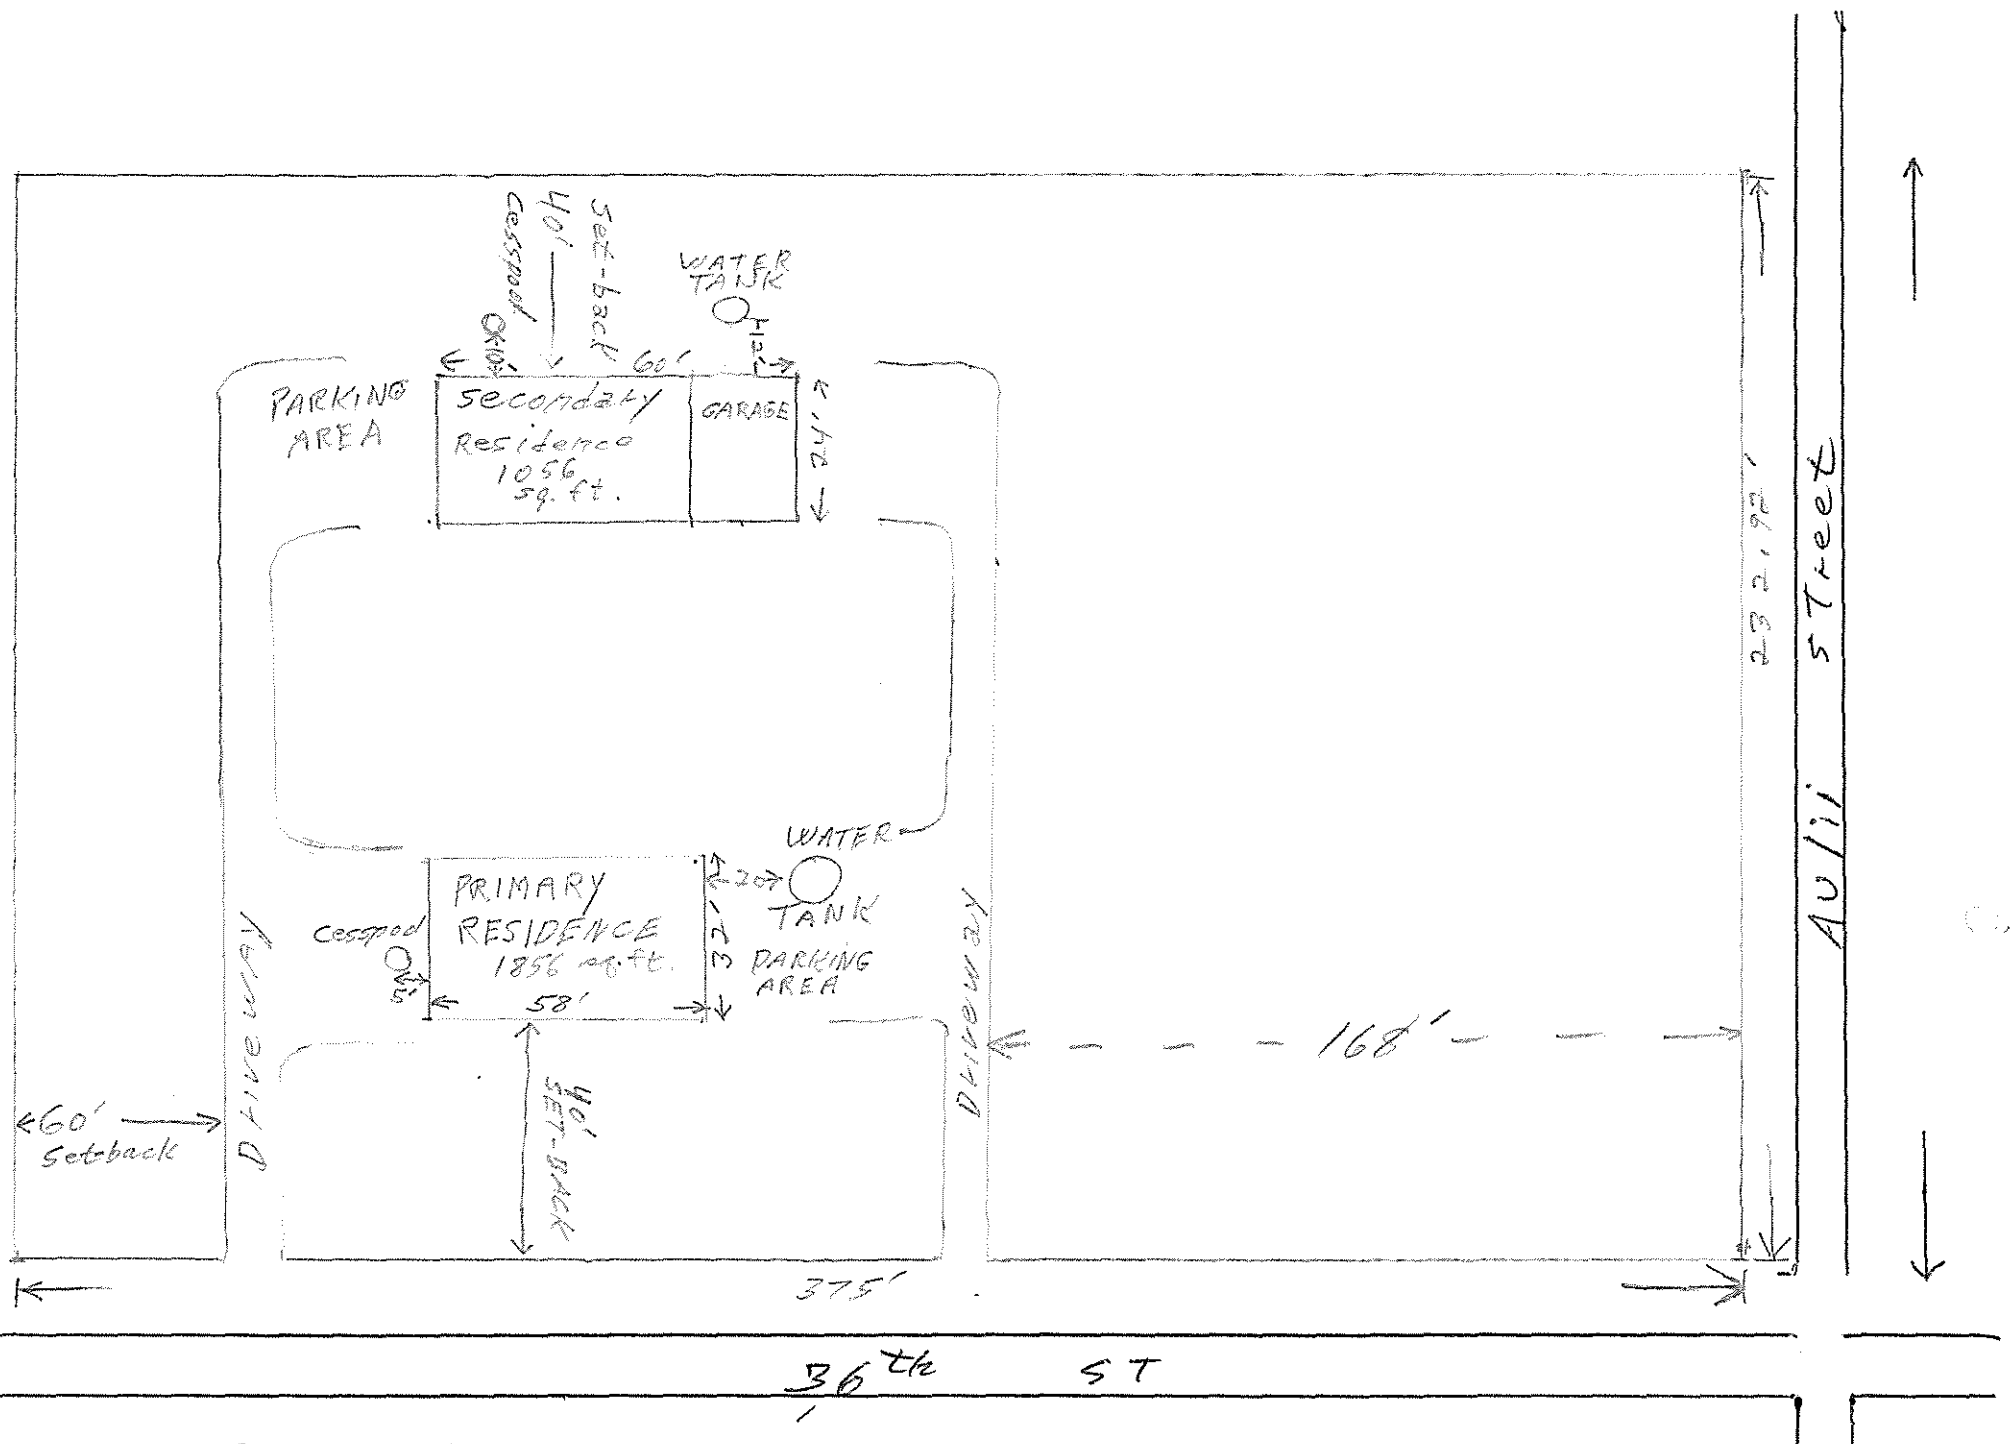 Set-back
40'
Cesspool
10'
WATER
TANK
12'
60'
PARKING
AREA
Secondary
Residence
1056
sq. ft.
GARAGE
24'
232.92'
Aulii Street
WATER
TANK
20
PRIMARY
RESIDENCE
1856 sq. ft.
32'
Cesspool
5'
58'
PARKING
AREA
Driveway
Driveway
168'
40'
SET-BACK
60'
Setback
375'
36th ST